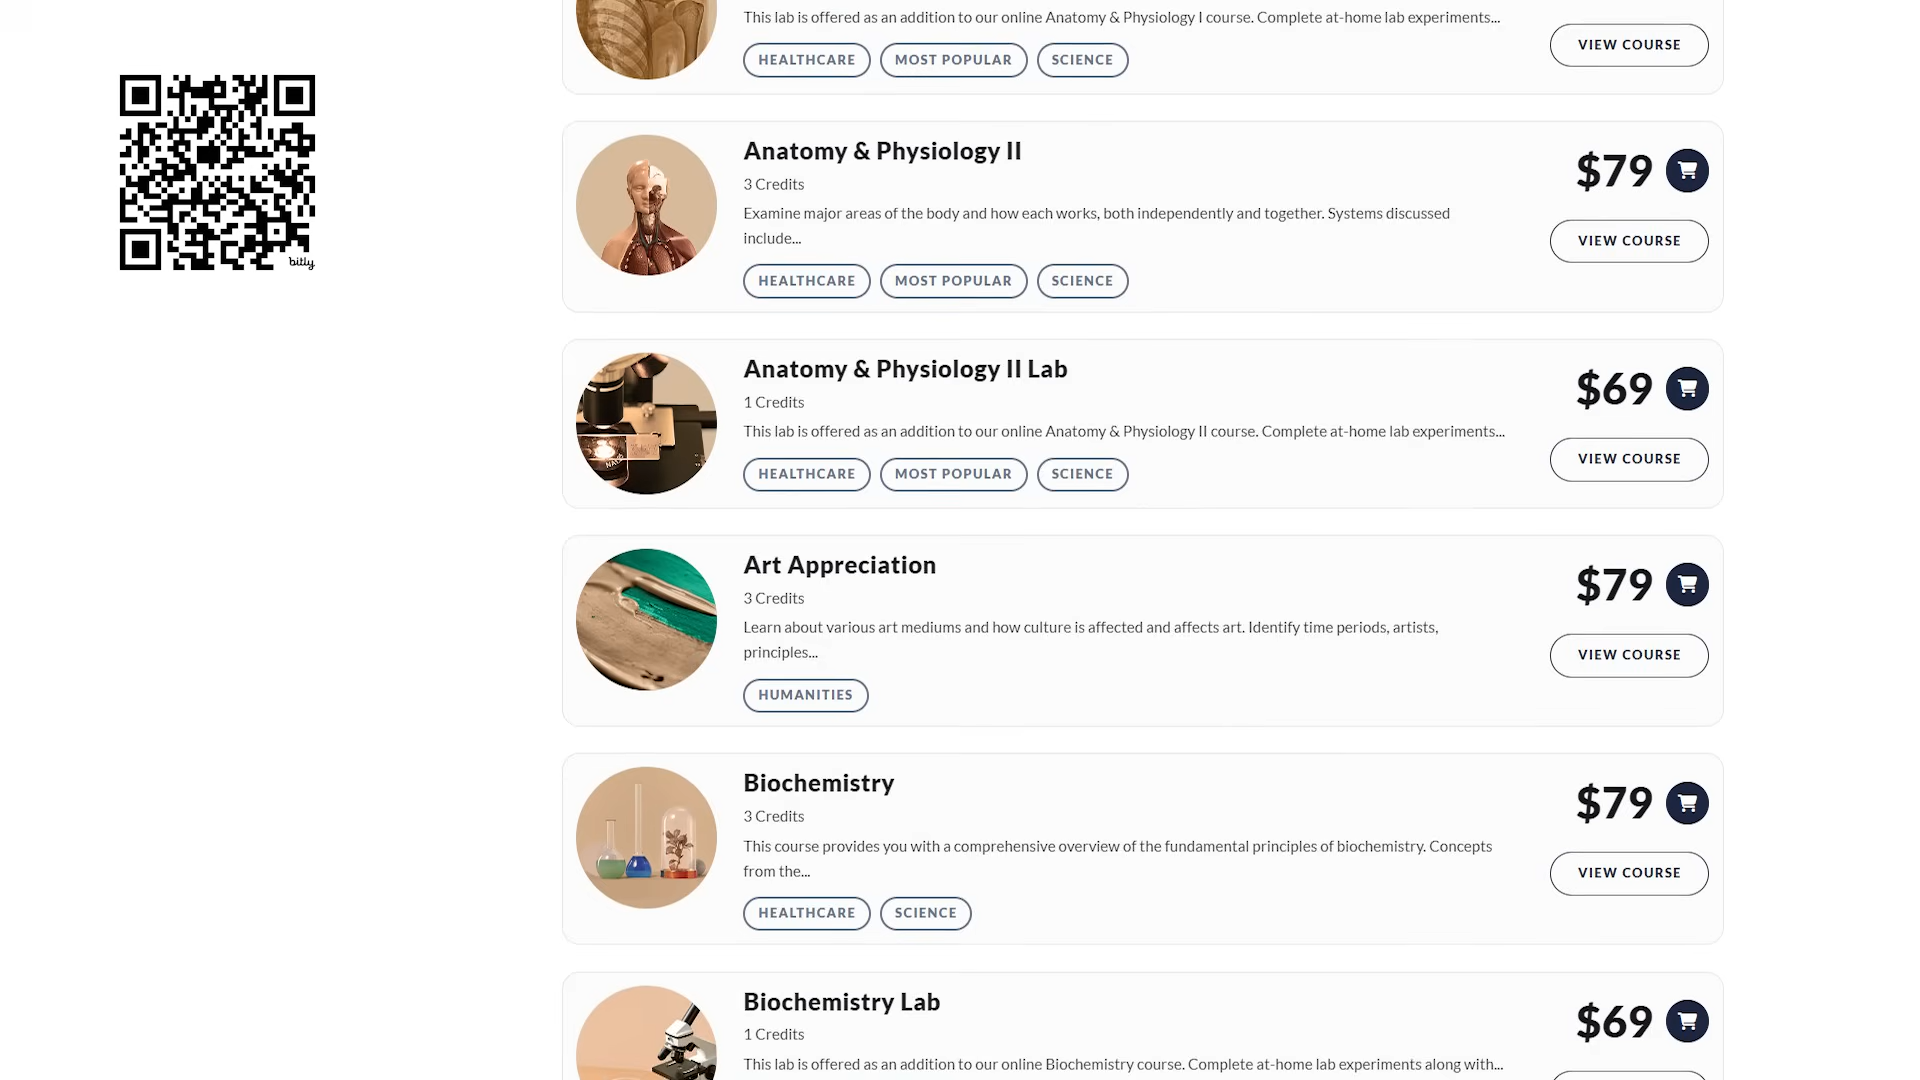 This lab is offered as an addition to our online Anatomy & Physiology I course. Complete at-home lab experiments...
VIEW COURSE
HEALTHCARE
MOST POPULAR
SCIENCE
bitly
Anatomy & Physiology II
$79
3 Credits
Examine major areas of the body and how each works, both independently and together. Systems discussed
include...
VIEW COURSE
HEALTHCARE
MOST POPULAR
SCIENCE
Anatomy & Physiology II Lab
$69
1 Credits
This lab is offered as an addition to our online Anatomy & Physiology II course. Complete at-home lab experiments...
VIEW COURSE
HEALTHCARE
MOST POPULAR
SCIENCE
Art Appreciation
$79
3 Credits
Learn about various art mediums and how culture is affected and affects art. Identify time periods, artists,
principles...
VIEW COURSE
HUMANITIES
Biochemistry
$79
3 Credits
This course provides you with a comprehensive overview of the fundamental principles of biochemistry. Concepts
from the...
VIEW COURSE
HEALTHCARE
SCIENCE
Biochemistry Lab
$69
1 Credits
This lab is offered as an addition to our online Biochemistry course. Complete at-home lab experiments along with...